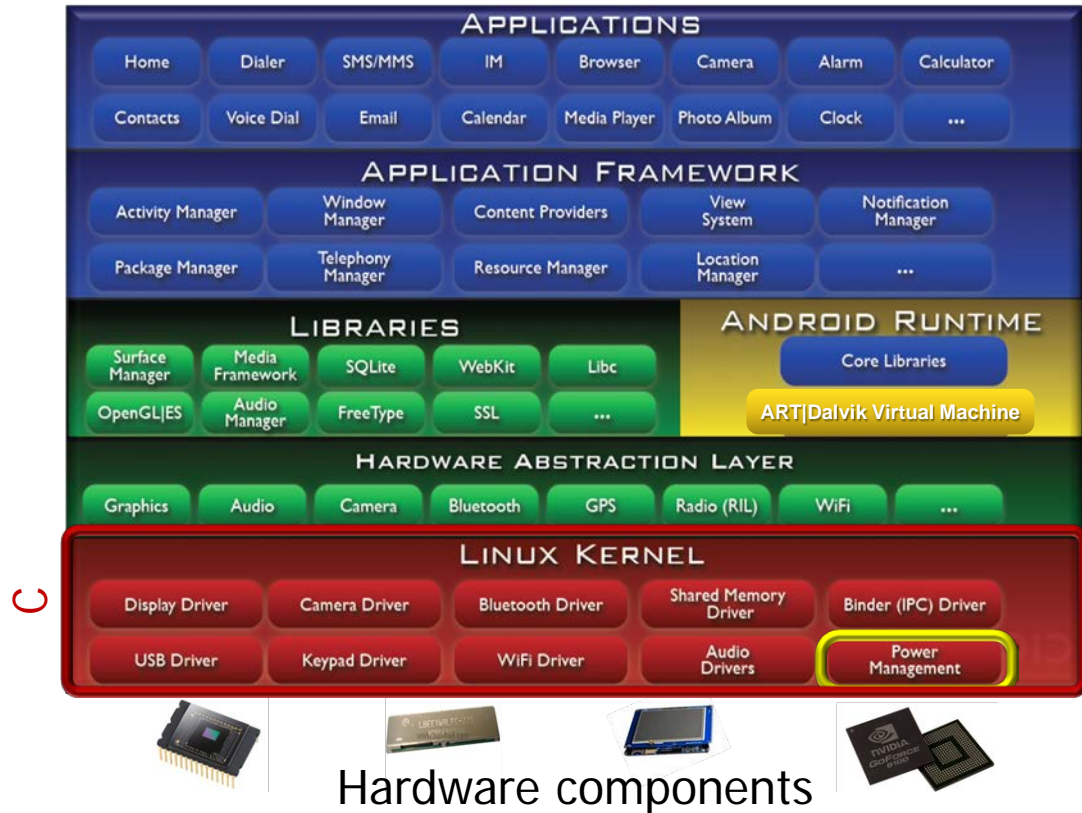 APPLICATIONS
Home Dialer SMS/MMS IM Browser Camera Alarm Calculator
Contacts Voice Dial Email Calendar Media Player Photo Album Clock ...
APPLICATION FRAMEWORK
Activity Manager Window Manager Content Providers View System Notification Manager
Package Manager Telephony Manager Resource Manager Location Manager ...
LIBRARIES
Surface Manager Media Framework SQLite WebKit Libc
OpenGL|ES Audio Manager FreeType SSL ...
ANDROID RUNTIME
Core Libraries
ART|Dalvik Virtual Machine
HARDWARE ABSTRACTION LAYER
Graphics Audio Camera Bluetooth GPS Radio (RIL) WiFi ...
C
LINUX KERNEL
Display Driver Camera Driver Bluetooth Driver Shared Memory Driver Binder (IPC) Driver
USB Driver Keypad Driver WiFi Driver Audio Drivers Power Management
NVIDIA
GOFORCE
Hardware components